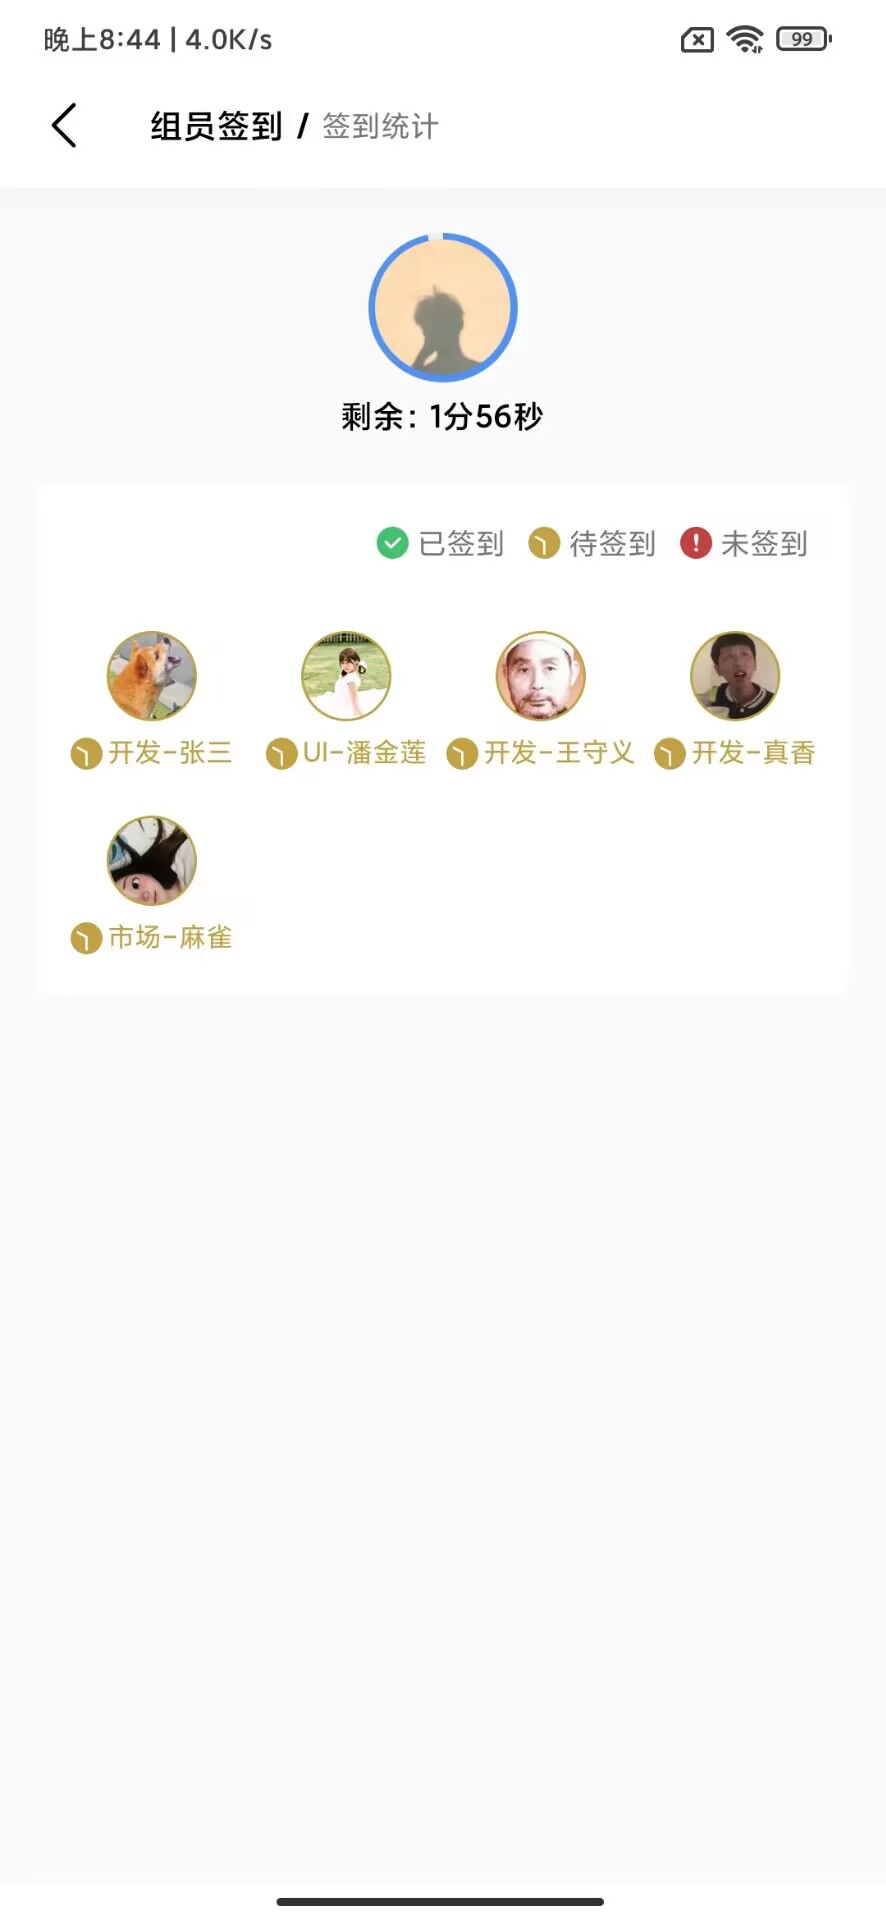 晚上8:44 | 4.0K/s
99
组员签到 / 签到统计
剩余: 1分56秒
已签到 待签到 未签到
开发-张三 UI-潘金莲 开发-王守义 开发-真香
市场-麻雀